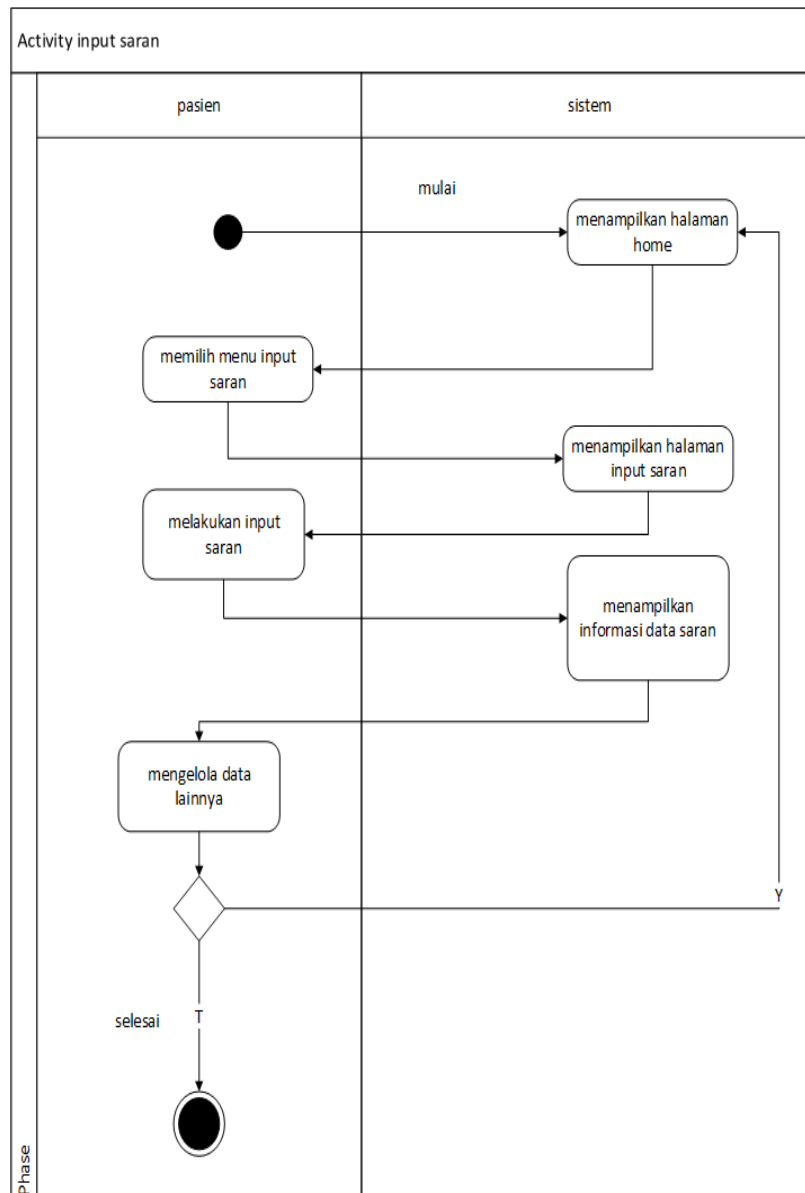 Activity input saran
pasien
sistem
mulai
menampilkan halaman
home
memilih menu input
saran
menampilkan halaman
input saran
melakukan input
saran
menampilkan
informasi data saran
mengelola data
lainnya
Y
selesai
T
Phase